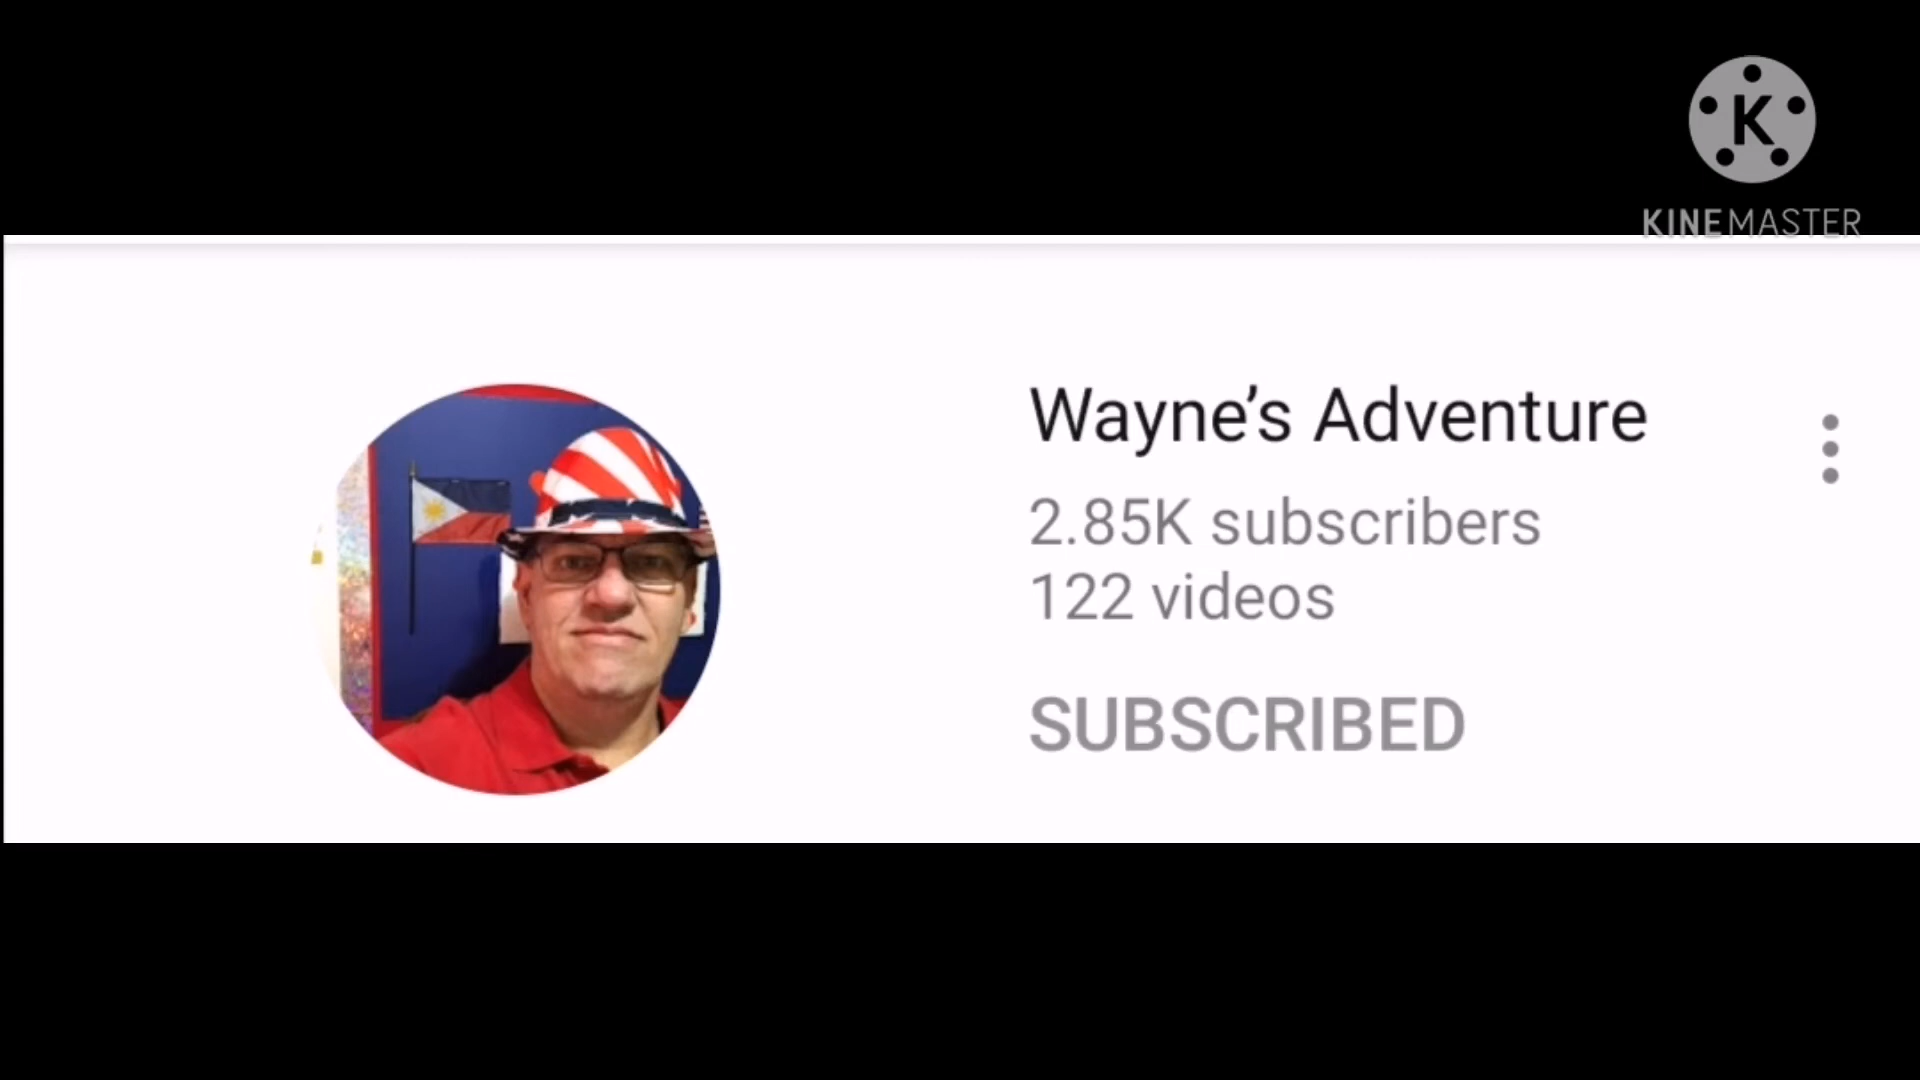 K
KINEMASTER
Wayne’s Adventure
2.85K subscribers
122 videos
SUBSCRIBED